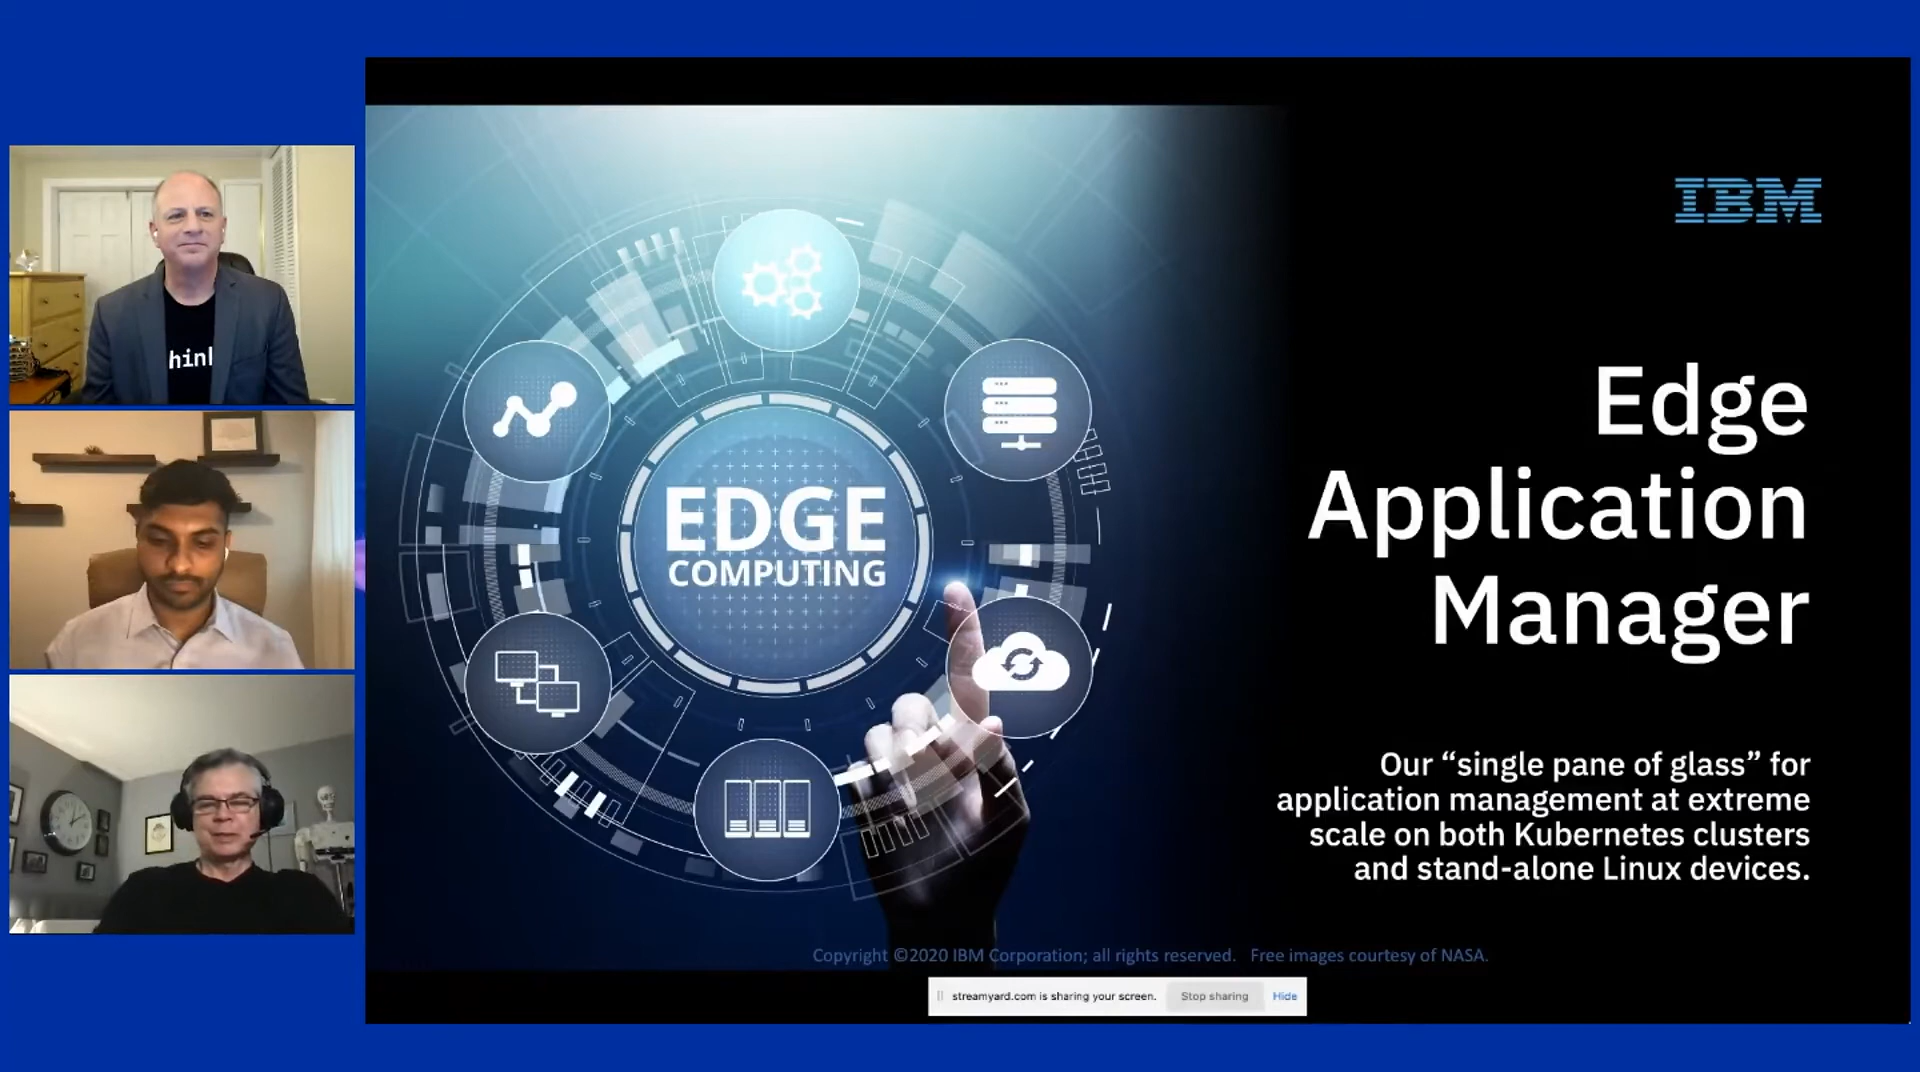 hinl
IBM
EDGE
COMPUTING
Edge
Application
Manager
Our “single pane of glass” for
application management at extreme
scale on both Kubernetes clusters
and stand-alone Linux devices.
Copyright ©2020 IBM Corporation; all rights reserved. Free images courtesy of NASA.
streamyard.com is sharing your screen. Stop sharing Hide